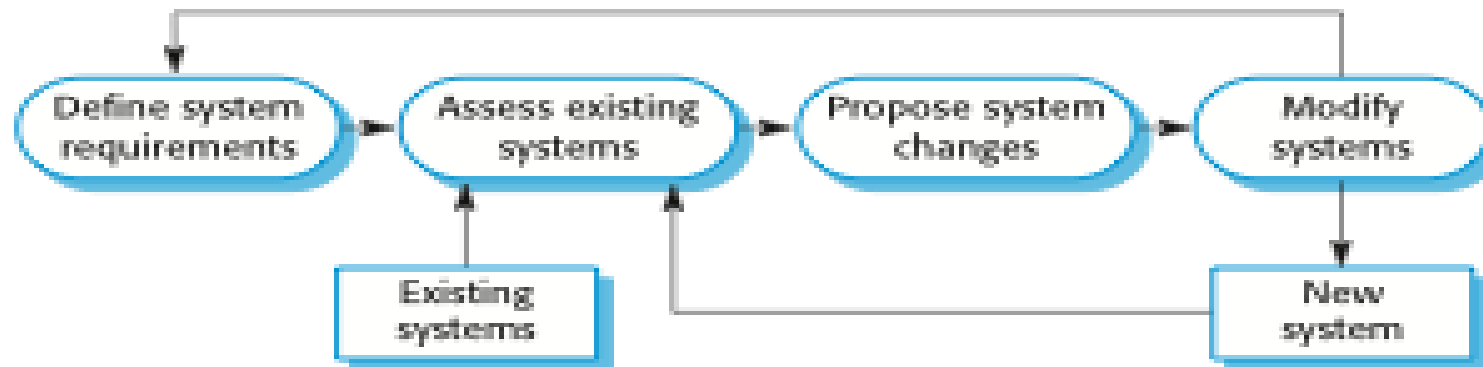 Define system
requirements
Assess existing
systems
Propose system
changes
Modify
systems
Existing
systems
New
system